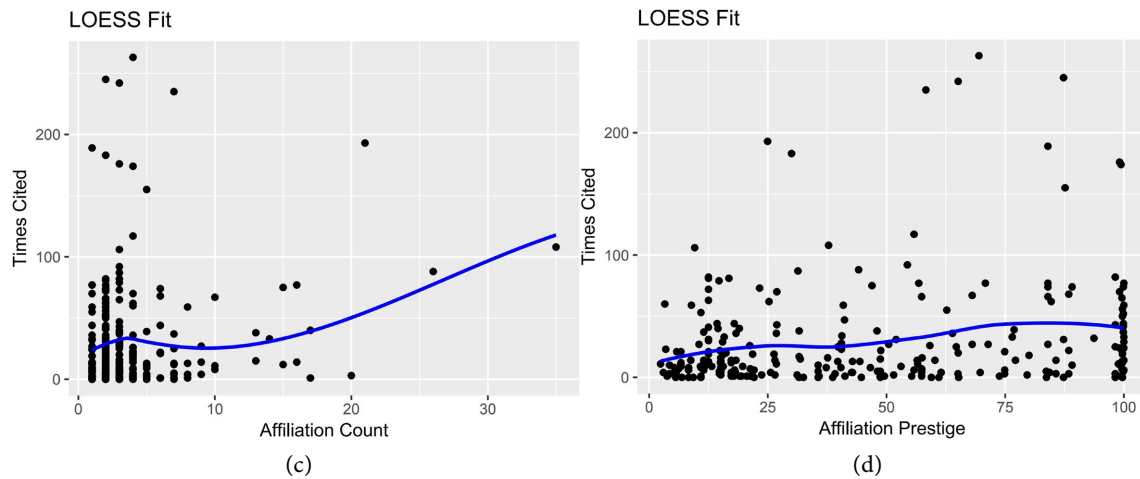 LOESS Fit
Times Cited
200
100
0
0
10
20
30
Affiliation Count
(c)
LOESS Fit
Times Cited
200
100
0
0
25
50
75
100
Affiliation Prestige
(d)